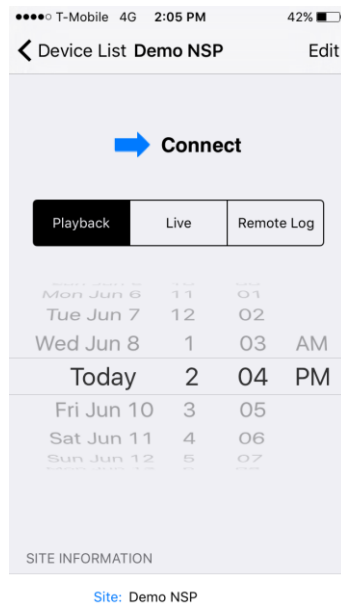 T-Mobile 4G 2:05 PM 42%
Device List Demo NSP Edit
Connect
Playback Live Remote Log
Mon Jun 6 11 01
Tue Jun 7 12 02
Wed Jun 8 1 03 AM
Today 2 04 PM
Fri Jun 10 3 05
Sat Jun 11 4 06
Sun Jun 12 5 07
SITE INFORMATION
Site: Demo NSP